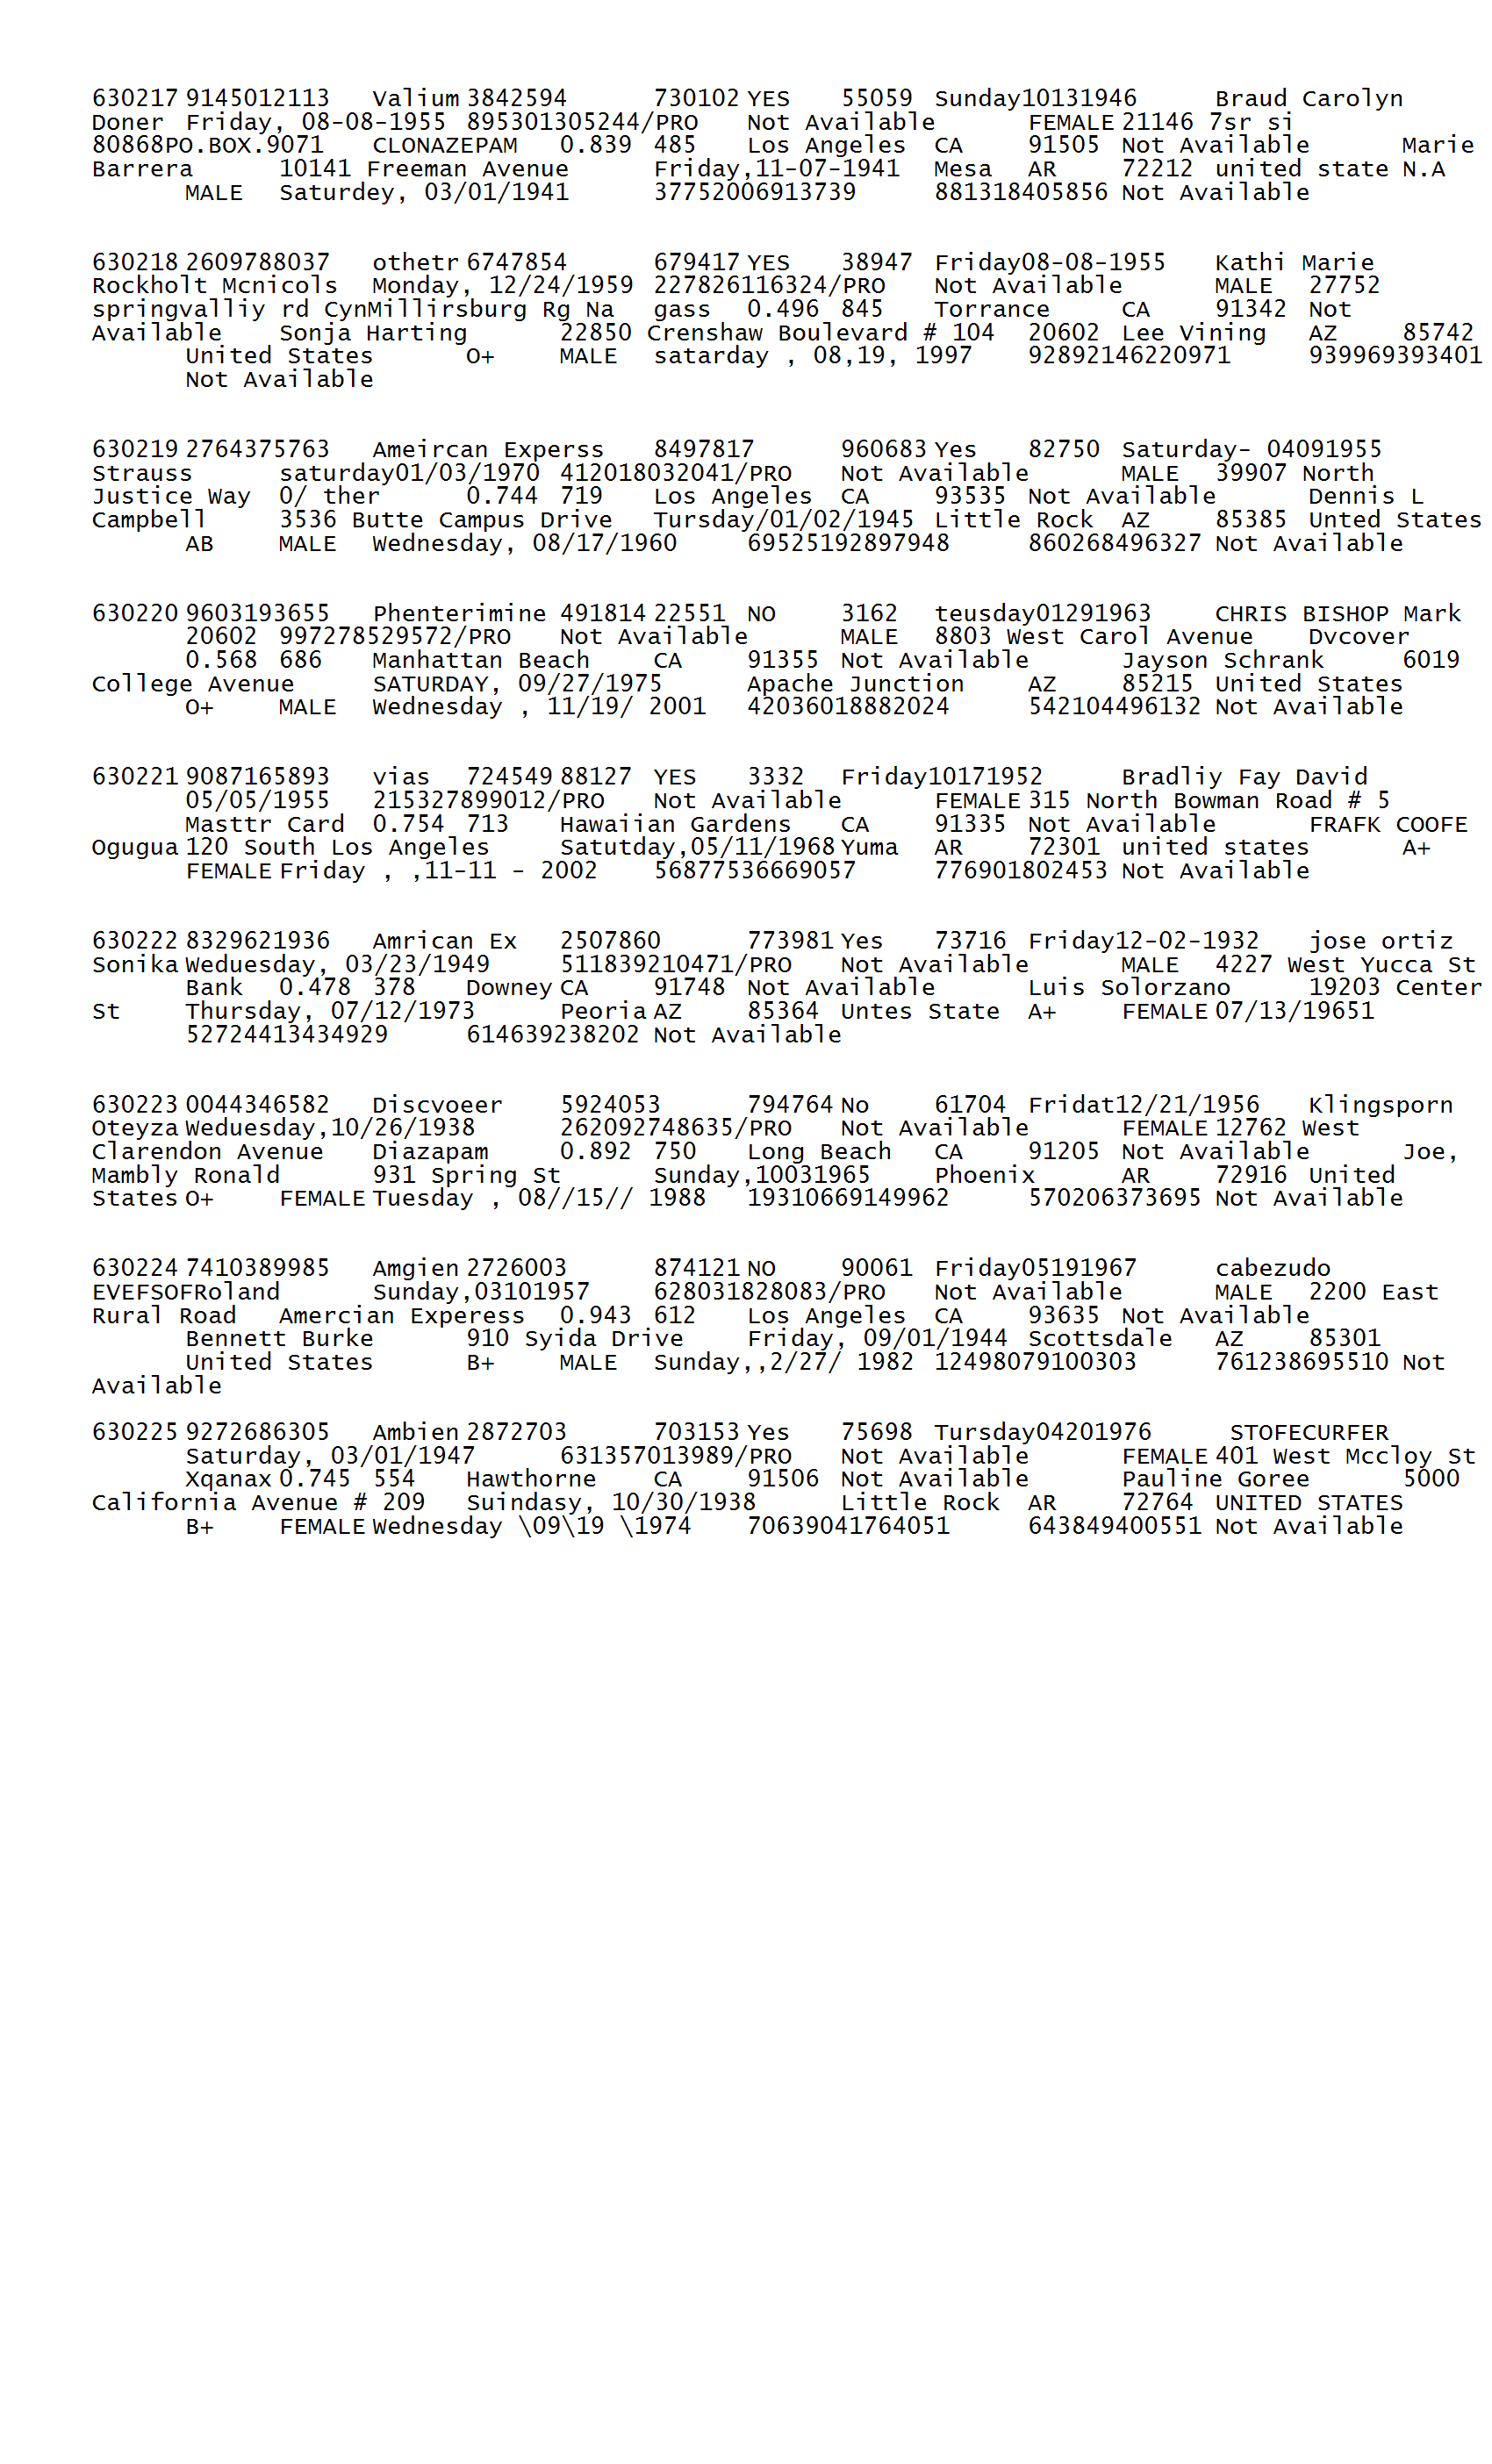 630217 9145012113 Valium 3842594 730102 YES 55059 Sunday10131946 Braud Carolyn
Doner Friday, 08-08-1955 895301305244/PRO Not Available FEMALE 21146 7sr si
80868PO.BOX.9071 CLONAZEPAM 0.839 485 Los Angeles CA 91505 Not Available Marie
Barrera 10141 Freeman Avenue Friday,11-07-1941 Mesa AR 72212 united state N.A
MALE Saturdey, 03/01/1941 37752006913739 881318405856 Not Available
630218 2609788037 othetr 6747854 679417 YES 38947 Friday08-08-1955 Kathi Marie
Rockholt Mcnicols Monday, 12/24/1959 227826116324/PRO Not Available MALE 27752
springvalliy rd CynMillirsburg Rg Na gass 0.496 845 Torrance CA 91342 Not
Available Sonja Harting 22850 Crenshaw Boulevard # 104 20602 Lee Vining AZ 85742
United States O+ MALE satarday , 08,19, 1997 92892146220971 939969393401
Not Available
630219 2764375763 Ameircan Experss 8497817 960683 Yes 82750 Saturday- 04091955
Strauss saturday01/03/1970 412018032041/PRO Not Available MALE 39907 North
Justice Way 0/ ther 0.744 719 Los Angeles CA 93535 Not Available Dennis L
Campbell 3536 Butte Campus Drive Tursday/01/02/1945 Little Rock AZ 85385 Unted States
AB MALE Wednesday, 08/17/1960 69525192897948 860268496327 Not Available
630220 9603193655 Phenterimine 491814 22551 NO 3162 teusday01291963 CHRIS BISHOP Mark
20602 997278529572/PRO Not Available MALE 8803 West Carol Avenue Dvcover
0.568 686 Manhattan Beach CA 91355 Not Available Jayson Schrank 6019
College Avenue SATURDAY, 09/27/1975 Apache Junction AZ 85215 United States
O+ MALE Wednesday , 11/19/ 2001 42036018882024 542104496132 Not Available
630221 9087165893 vias 724549 88127 YES 3332 Friday10171952 Bradliy Fay David
05/05/1955 215327899012/PRO Not Available FEMALE 315 North Bowman Road # 5
Masttr Card 0.754 713 Hawaiian Gardens CA 91335 Not Available FRAFK COOFE
Ogugua 120 South Los Angeles Satutday,05/11/1968 Yuma AR 72301 united states A+
FEMALE Friday , ,11-11 - 2002 56877536669057 776901802453 Not Available
630222 8329621936 Amrican Ex 2507860 773981 Yes 73716 Friday12-02-1932 jose ortiz
Sonika Weduesday, 03/23/1949 511839210471/PRO Not Available MALE 4227 West Yucca St
Bank 0.478 378 Downey CA 91748 Not Available Luis Solorzano 19203 Center
St Thursday, 07/12/1973 Peoria AZ 85364 Untes State A+ FEMALE 07/13/19651
52724413434929 614639238202 Not Available
630223 0044346582 Discvoeer 5924053 794764 No 61704 Fridat12/21/1956 Klingsporn
Oteyza Weduesday,10/26/1938 262092748635/PRO Not Available FEMALE 12762 West
Clarendon Avenue Diazapam 0.892 750 Long Beach CA 91205 Not Available Joe,
Mambly Ronald 931 Spring St Sunday,10031965 Phoenix AR 72916 United
States O+ FEMALE Tuesday , 08//15// 1988 19310669149962 570206373695 Not Available
630224 7410389985 Amgien 2726003 874121 NO 90061 Friday05191967 cabezudo
EVEFSOFRoland Sunday,03101957 628031828083/PRO Not Available MALE 2200 East
Rural Road Amercian Experess 0.943 612 Los Angeles CA 93635 Not Available
Bennett Burke 910 Syida Drive Friday, 09/01/1944 Scottsdale AZ 85301
United States B+ MALE Sunday,,2/27/ 1982 12498079100303 761238695510 Not
Available
630225 9272686305 Ambien 2872703 703153 Yes 75698 Tursday04201976 STOFECURFER
Saturday, 03/01/1947 631357013989/PRO Not Available FEMALE 401 West Mccloy St
Xqanax 0.745 554 Hawthorne CA 91506 Not Available Pauline Goree 5000
California Avenue # 209 Suindasy, 10/30/1938 Little Rock AR 72764 UNITED STATES
B+ FEMALE Wednesday \09\19 \1974 70639041764051 643849400551 Not Available